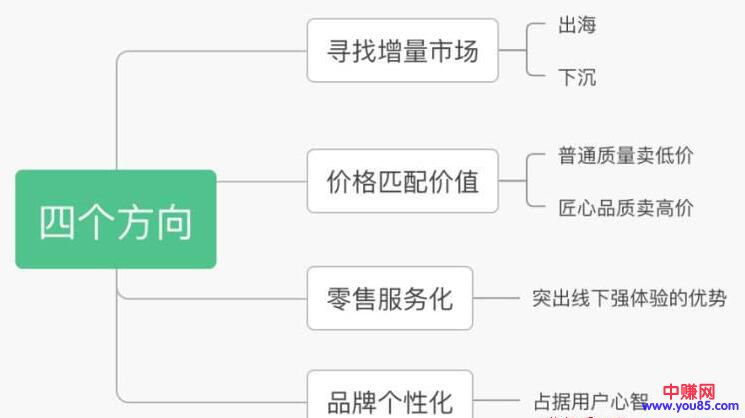 四个方向
寻找增量市场
出海
下沉
价格匹配价值
普通质量卖低价
匠心品质卖高价
零售服务化
突出线下强体验的优势
品牌个性化
占据用户心智
中赚网
www.you85.com